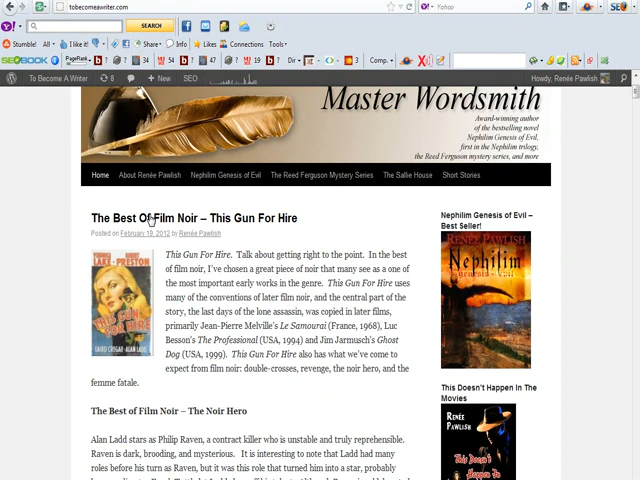 tobecomeawriter.com
Yahoo
SEARCH
Stumble! All I like it! Share Info Likes Connections
SEOBOOK PageRank 34 54 47 19 Dir Comp.
To Become A Writer 8 New SEO Howdy, Renée Pawlish
Master Wordsmith
Award-winning author
of the bestselling novel
Nephilim Genesis of Evil,
first in the Nephilim trilogy,
the Reed Ferguson mystery series, and more
Home About Renée Pawlish Nephilim Genesis of Evil The Reed Ferguson Mystery Series The Sallie House Short Stories
The Best Of Film Noir – This Gun For Hire
Posted on February 19, 2012 by Renée Pawlish
This Gun For Hire. Talk about getting right to the point. In the best
of film noir, I've chosen a great piece of noir that many see as a one of
the most important early works in the genre. This Gun For Hire uses
many of the conventions of later film noir, and the central part of the
story, the last days of the lone assassin, was copied in later films,
primarily Jean-Pierre Melville's Le Samourai (France, 1968), Luc
Besson's The Professional (USA, 1994) and Jim Jarmusch's Ghost
Dog (USA, 1999). This Gun For Hire also has what we've come to
expect from film noir: double-crosses, revenge, the noir hero, and the
femme fatale.
The Best of Film Noir – The Noir Hero
Alan Ladd stars as Philip Raven, a contract killer who is unstable and truly reprehensible.
Raven is dark, brooding, and mysterious. It is interesting to note that Ladd had many
roles before his turn as Raven, but it was this role that turned him into a star, probably
Nephilim Genesis of Evil –
Best Seller!
RENÉE PAWLISH
Nephilim
GENESIS OF EVIL
This Doesn't Happen In The
Movies
RENÉE
PAWLISH
This Doesn't
Happen In
LAKE PRESTON
THIS GUN
FOR HIRE
LAIRD CREGAR ALAN LADD